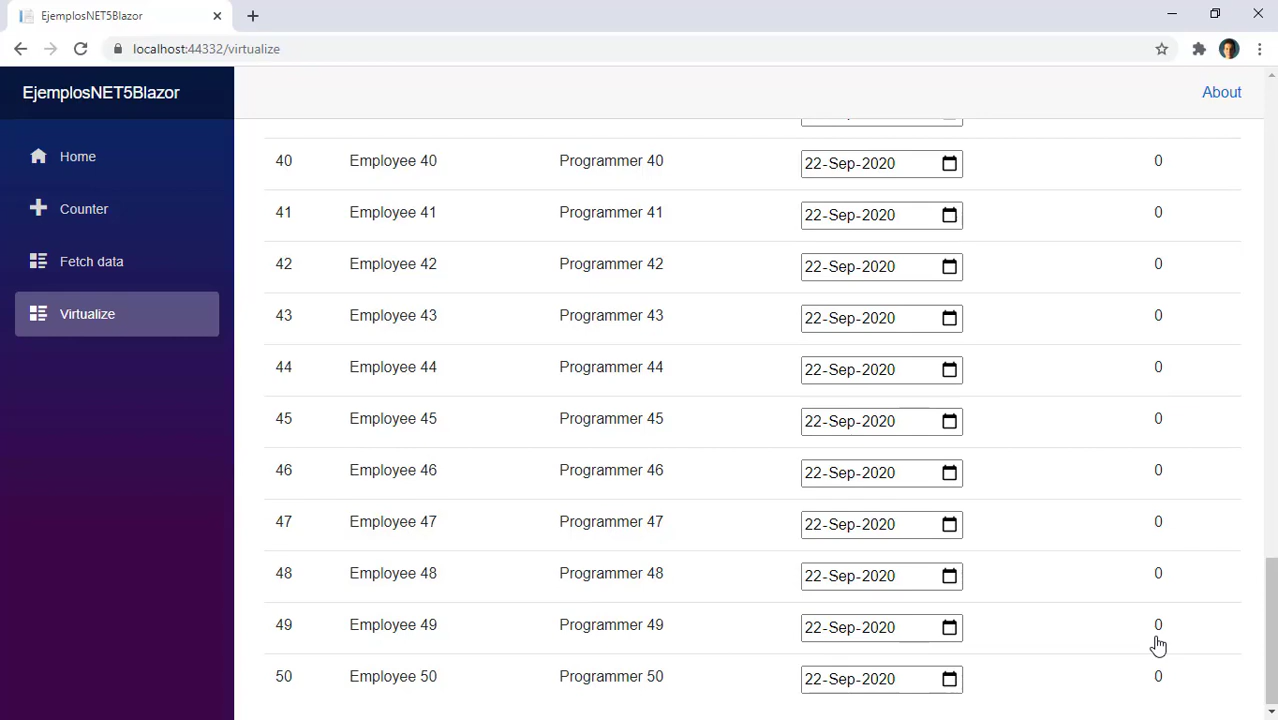 EjemplosNET5Blazor
localhost:44332/virtualize
EjemplosNET5Blazor
About
Home
Counter
Fetch data
Virtualize
40 Employee 40 Programmer 40 22-Sep-2020 0
41 Employee 41 Programmer 41 22-Sep-2020 0
42 Employee 42 Programmer 42 22-Sep-2020 0
43 Employee 43 Programmer 43 22-Sep-2020 0
44 Employee 44 Programmer 44 22-Sep-2020 0
45 Employee 45 Programmer 45 22-Sep-2020 0
46 Employee 46 Programmer 46 22-Sep-2020 0
47 Employee 47 Programmer 47 22-Sep-2020 0
48 Employee 48 Programmer 48 22-Sep-2020 0
49 Employee 49 Programmer 49 22-Sep-2020 0
50 Employee 50 Programmer 50 22-Sep-2020 0